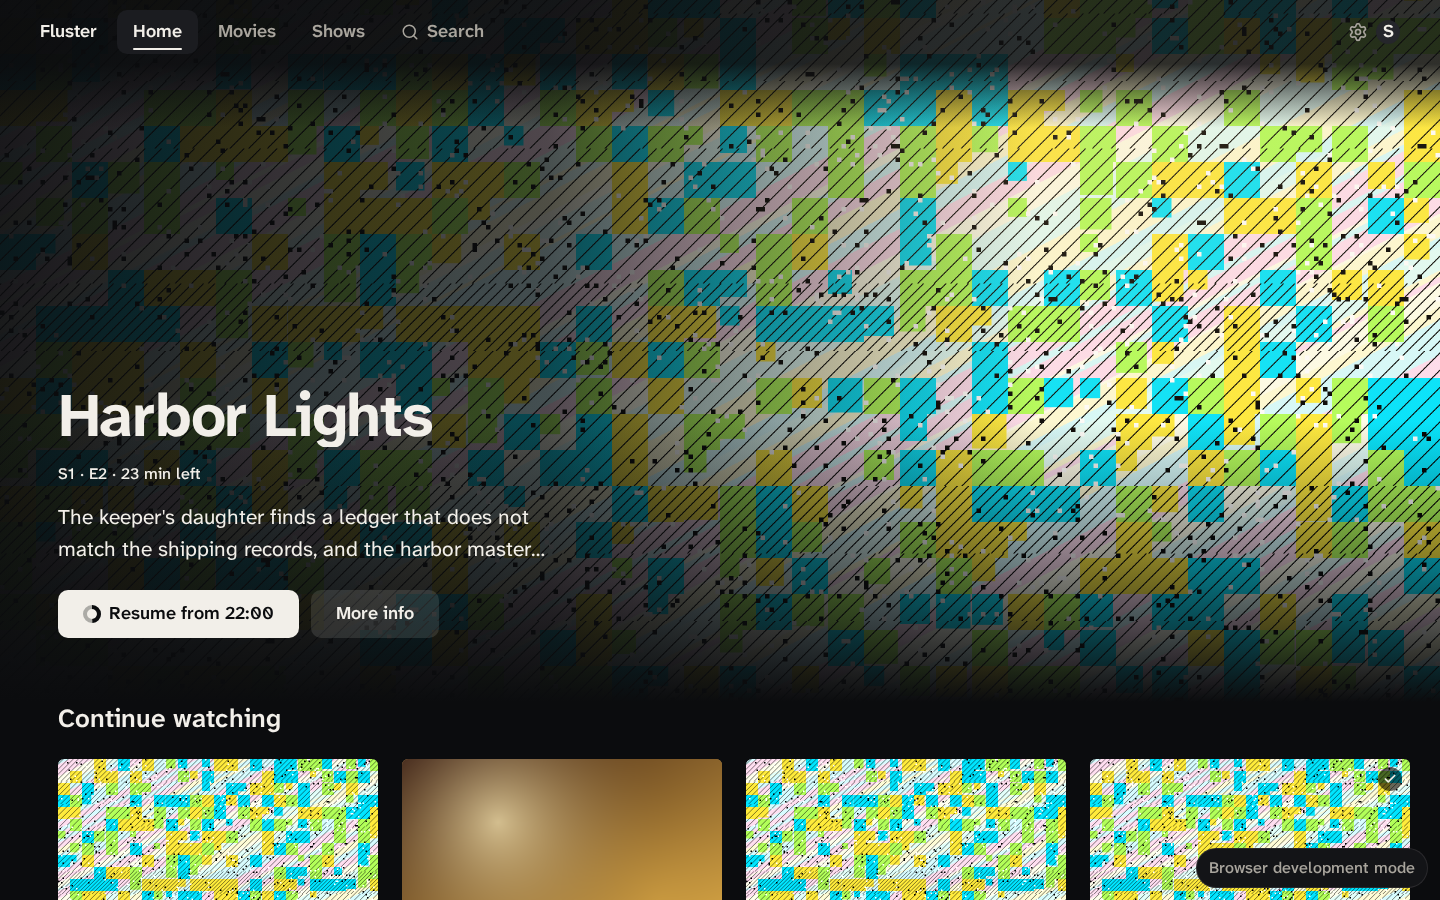 Fluster
Home
Movies
Shows
Search
S
Harbor Lights
S1 · E2 · 23 min left
The keeper's daughter finds a ledger that does not
match the shipping records, and the harbor master...
Resume from 22:00
More info
Continue watching
Browser development mode